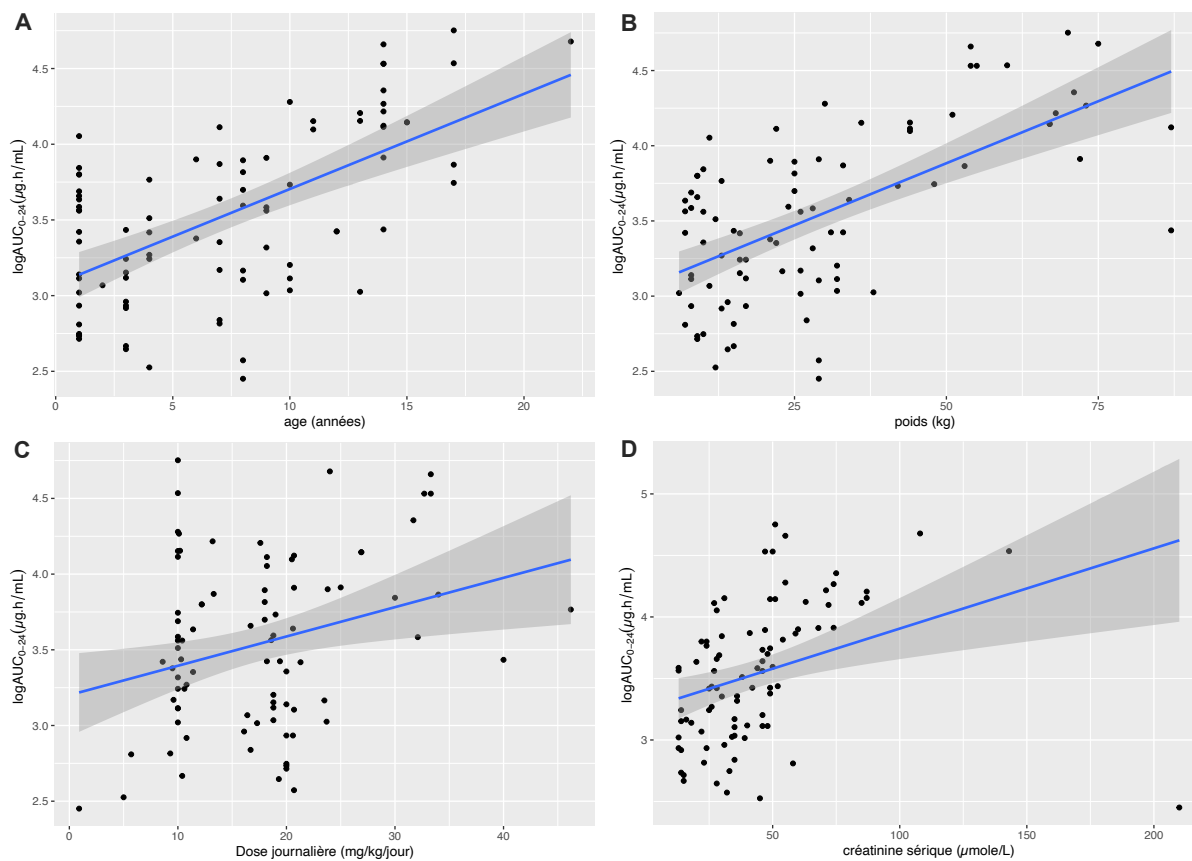 A
4.5
4.0
3.5
3.0
2.5
logAUC0−24(μg.h/mL)
0
5
10
15
20
age (années)
B
4.5
4.0
3.5
3.0
2.5
logAUC0−24(μg.h/mL)
25
50
75
poids (kg)
C
4.5
4.0
3.5
3.0
2.5
logAUC0−24(μg.h/mL)
0
10
20
30
40
Dose journalière (mg/kg/jour)
D
5
4
3
logAUC0−24(μg.h/mL)
50
100
150
200
créatinine sérique (μmole/L)